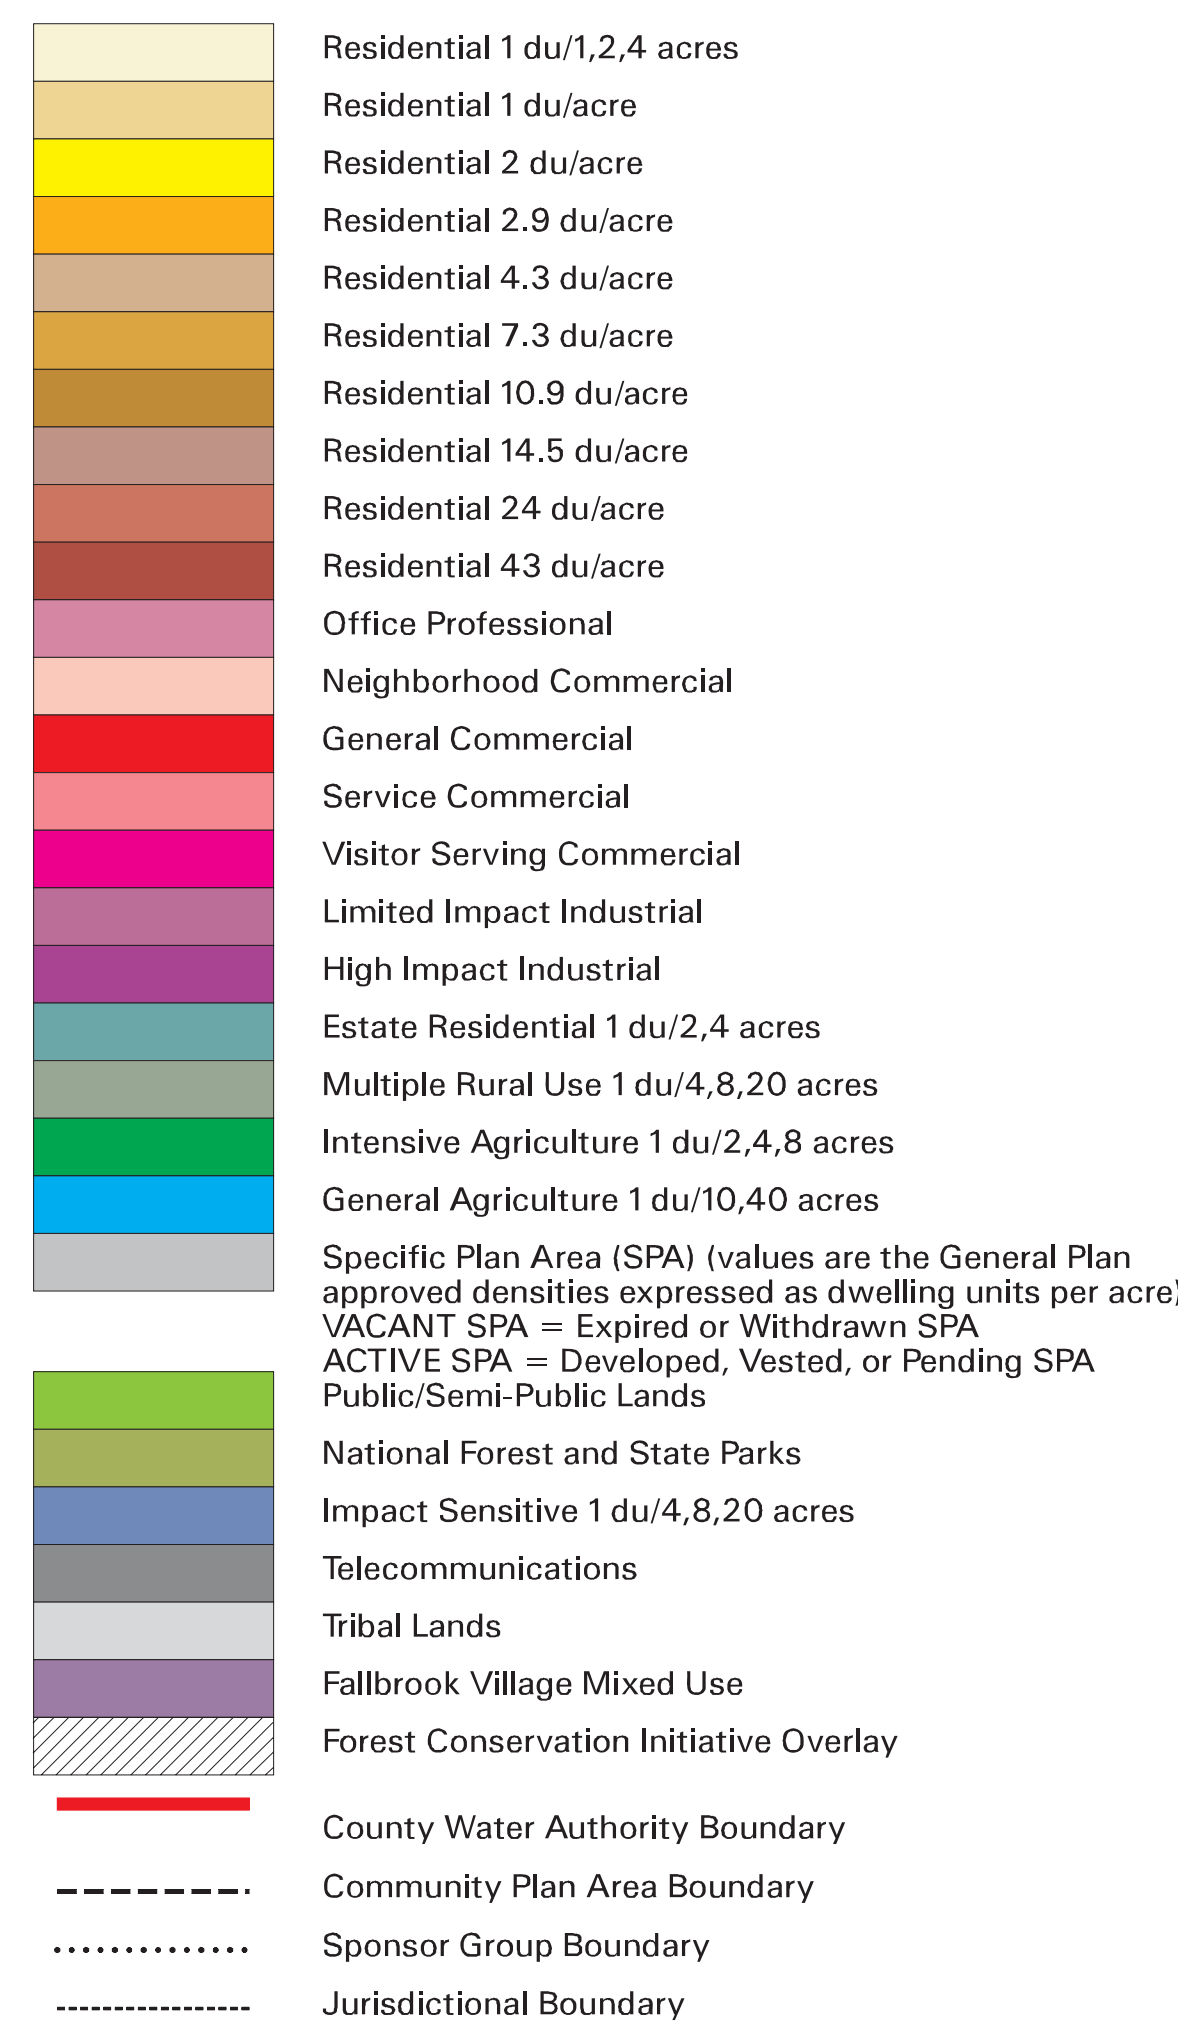 Residential 1 du/1,2,4 acres
Residential 1 du/acre
Residential 2 du/acre
Residential 2.9 du/acre
Residential 4.3 du/acre
Residential 7.3 du/acre
Residential 10.9 du/acre
Residential 14.5 du/acre
Residential 24 du/acre
Residential 43 du/acre
Office Professional
Neighborhood Commercial
General Commercial
Service Commercial
Visitor Serving Commercial
Limited Impact Industrial
High Impact Industrial
Estate Residential 1 du/2,4 acres
Multiple Rural Use 1 du/4,8,20 acres
Intensive Agriculture 1 du/2,4,8 acres
General Agriculture 1 du/10,40 acres
Specific Plan Area (SPA) (values are the General Plan
approved densities expressed as dwelling units per acre)
VACANT SPA = Expired or Withdrawn SPA
ACTIVE SPA = Developed, Vested, or Pending SPA
Public/Semi-Public Lands
National Forest and State Parks
Impact Sensitive 1 du/4,8,20 acres
Telecommunications
Tribal Lands
Fallbrook Village Mixed Use
Forest Conservation Initiative Overlay
County Water Authority Boundary
Community Plan Area Boundary
Sponsor Group Boundary
Jurisdictional Boundary